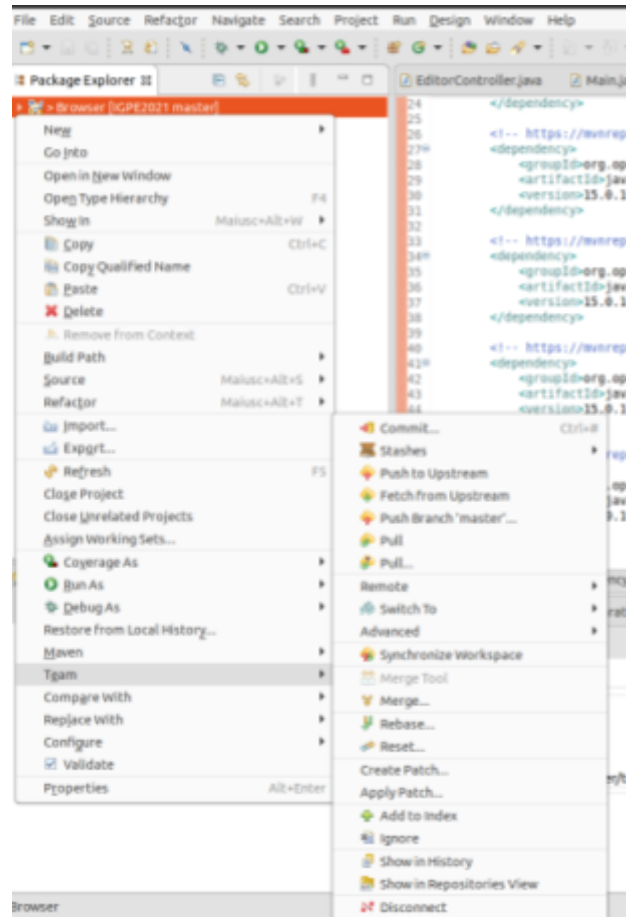 File Edit Source Refactor Navigate Search Project Run Design Window Help
Package Explorer
EditorController.java
> Browser [IGPE2021 master]
24 </dependency>
25
26 <!-- https://mvnrep
27 <dependency>
28 <groupId>org.op
29 <artifactId>jav
30 <version>15.0.1
31 </dependency>
32
33 <!-- https://mvnrep
34 <dependency>
35 <groupId>org.op
36 <artifactId>jav
37 <version>15.0.1
38 </dependency>
39
40 <!-- https://mvnrep
41 <dependency>
42 <groupId>org.op
43 <artifactId>jav
44 <version>15.0.1
New
Go Into
Open in New Window
Open Type Hierarchy F4
Show In Maiusc+Alt+W
Copy Ctrl+C
Copy Qualified Name
Paste Ctrl+V
Delete
Remove from Context
Build Path
Source Maiusc+Alt+S
Refactor Maiusc+Alt+T
Import...
Export...
Refresh F5
Close Project
Close Unrelated Projects
Assign Working Sets...
Coverage As
Run As
Debug As
Restore from Local History...
Maven
Team
Compare With
Replace With
Configure
Validate
Properties Alt+Enter
Commit... Ctrl+#
Stashes
Push to Upstream
Fetch from Upstream
Push Branch 'master'...
Pull
Pull...
Remote
Switch To
Advanced
Synchronize Workspace
Merge Tool
Merge...
Rebase...
Reset...
Create Patch...
Apply Patch...
Add to Index
Ignore
Show in History
Show in Repositories View
Disconnect
Browser